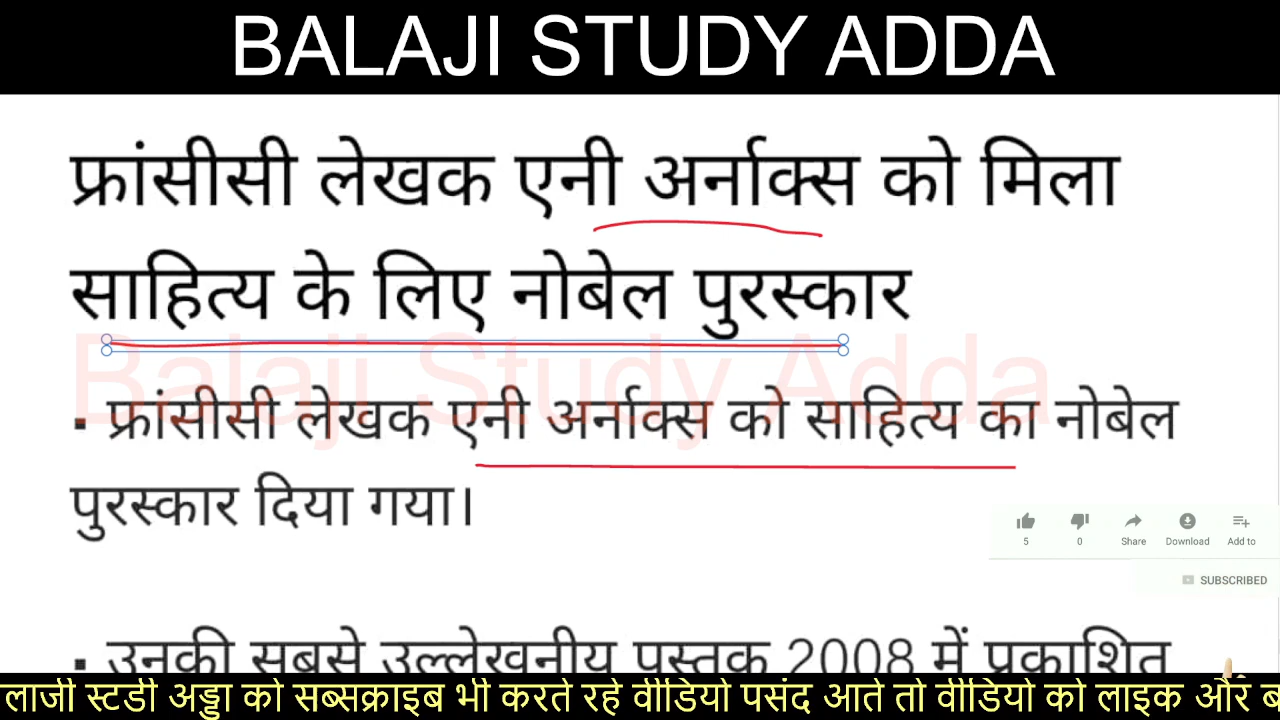 BALAJI STUDY ADDA
फ्रांसीसी लेखक एनी अर्नाक्स को मिला
साहित्य के लिए नोबेल पुरस्कार
Balaji Study Adda
▪ फ्रांसीसी लेखक एनी अर्नाक्स को साहित्य का नोबेल
पुरस्कार दिया गया।
5 0 Share Download Add to
SUBSCRIBED
▪ उनकी सबसे उल्लेखनीय पुस्तक 2008 में प्रकाशित
लाजी स्टडी अड्डा को सब्सक्राइब भी करते रहे वीडियो पसंद आते तो वीडियो को लाइक और ब